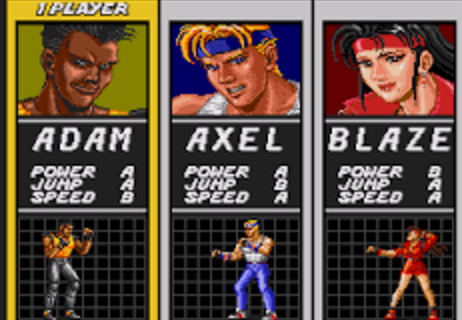 1 PLAYER
ADAM
POWER A
JUMP A
SPEED B
AXEL
POWER A
JUMP B
SPEED A
BLAZE
POWER B
JUMP A
SPEED A